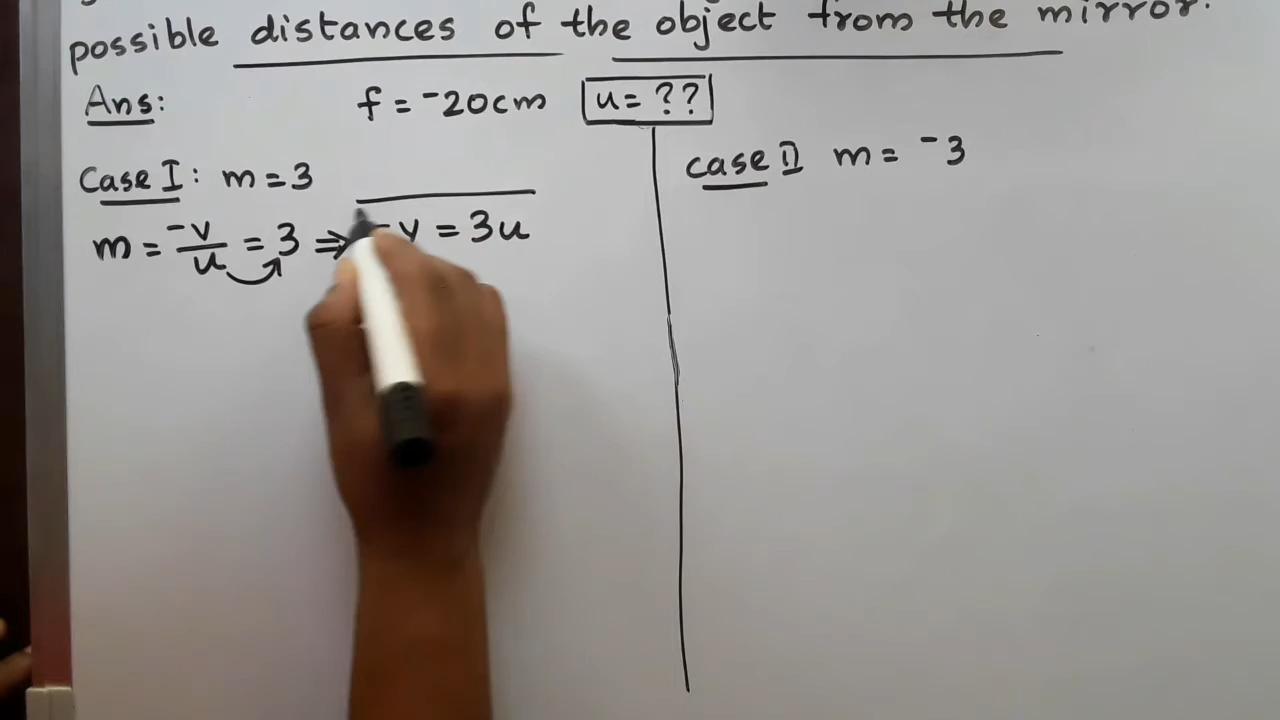 possible distances of the object from the mirror.
Ans: f = -20cm u = ??
Case I: m = 3
m = -v/u = 3 ⇒ -v = 3u
case II m = -3